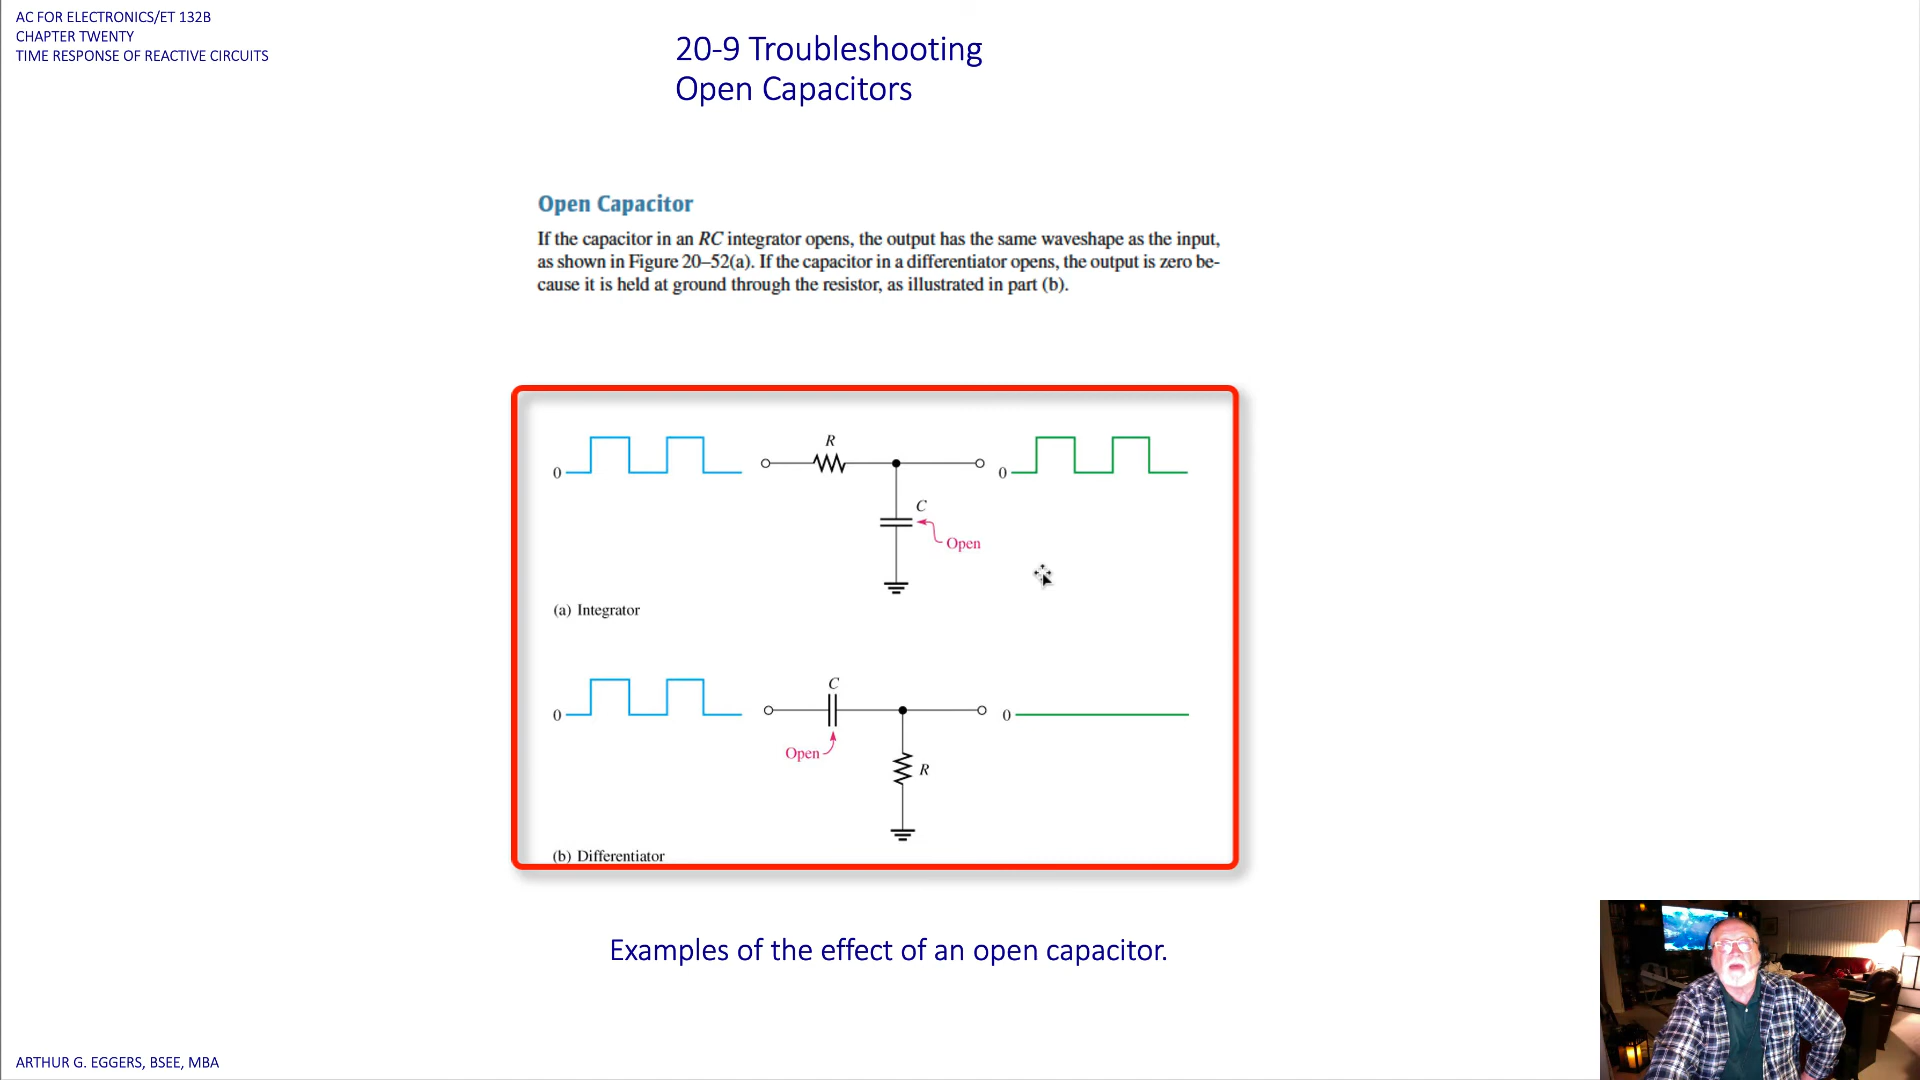 AC FOR ELECTRONICS/ET 132B
CHAPTER TWENTY
TIME RESPONSE OF REACTIVE CIRCUITS
20-9 Troubleshooting
Open Capacitors
Open Capacitor
If the capacitor in an RC integrator opens, the output has the same waveshape as the input,
as shown in Figure 20–52(a). If the capacitor in a differentiator opens, the output is zero be-
cause it is held at ground through the resistor, as illustrated in part (b).
R
0
0
C
Open
(a) Integrator
C
0
0
Open
R
(b) Differentiator
Examples of the effect of an open capacitor.
ARTHUR G. EGGERS, BSEE, MBA